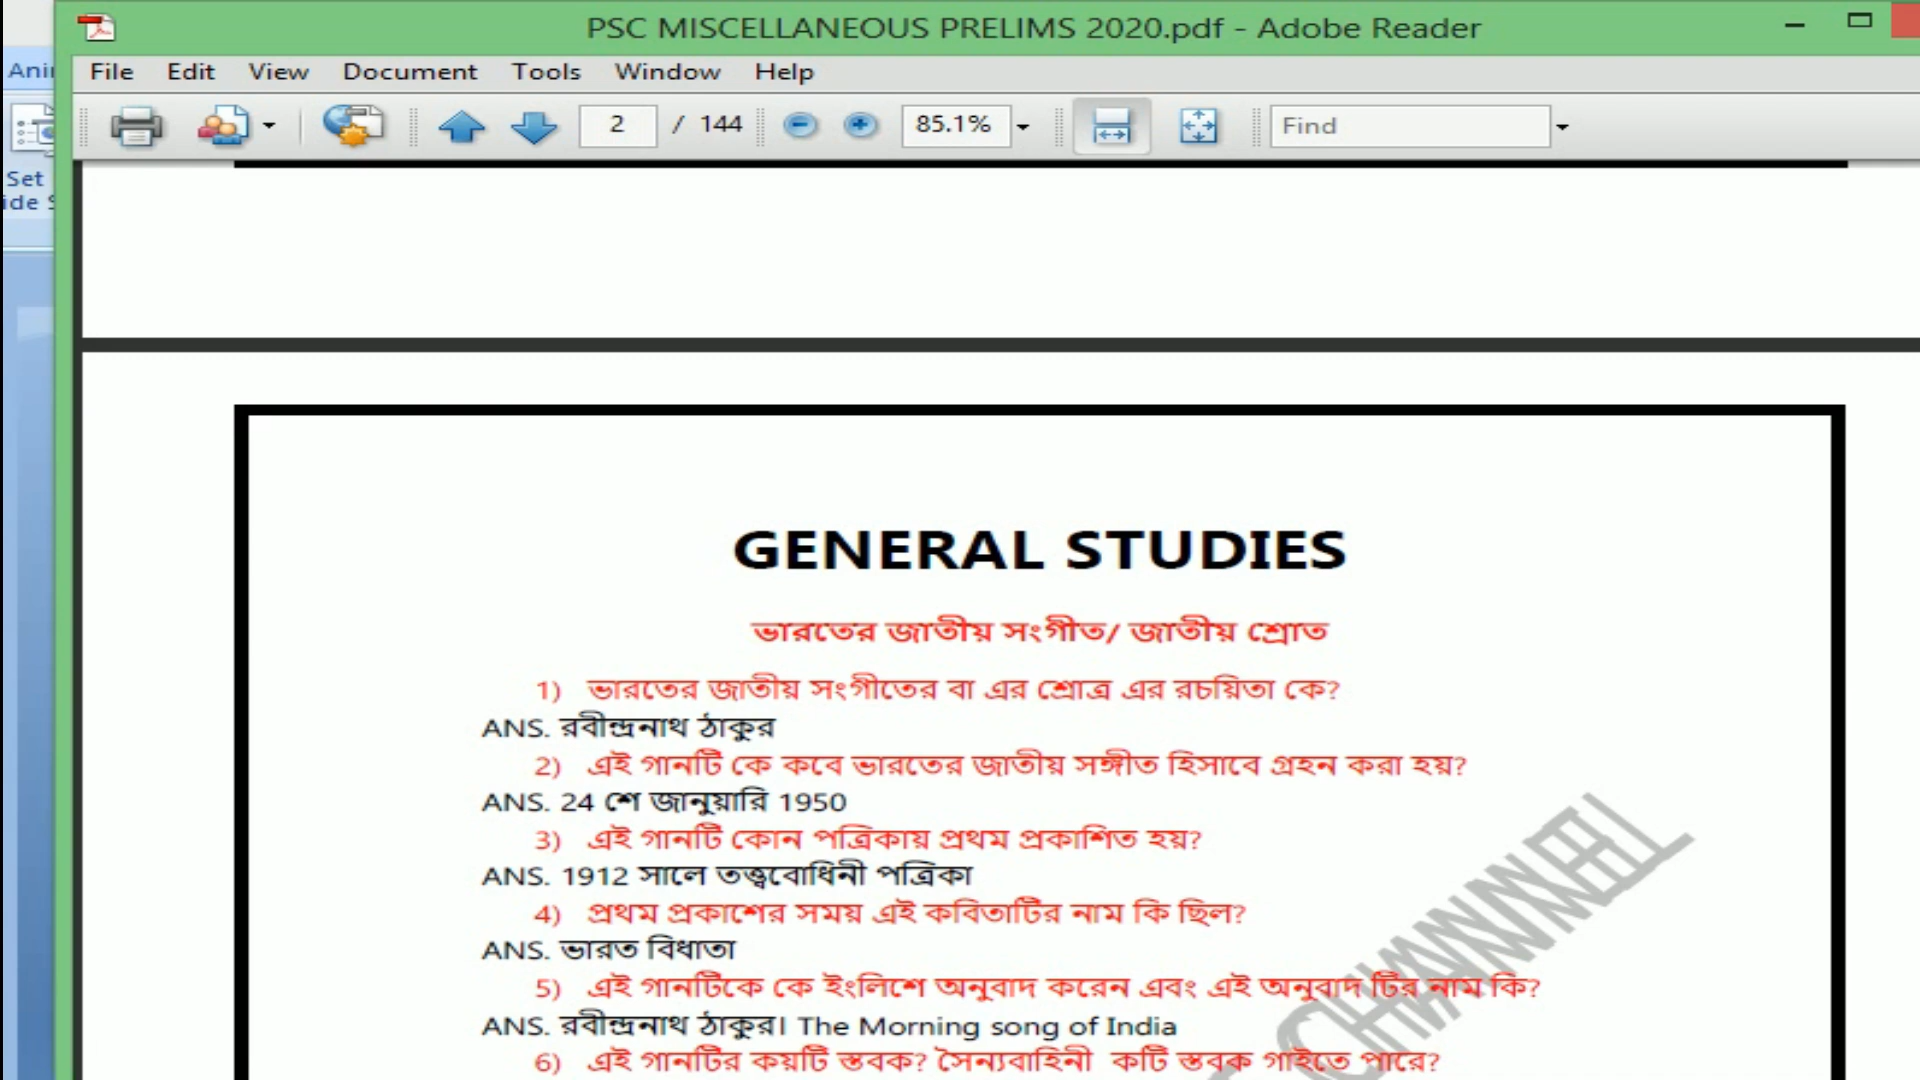 PSC MISCELLANEOUS PRELIMS 2020.pdf - Adobe Reader
File Edit View Document Tools Window Help
2 / 144 85.1% Find
Set
GENERAL STUDIES
ভারতের জাতীয় সংগীত/ জাতীয় শ্রোত
1) ভারতের জাতীয় সংগীতের বা এর শ্রোত্র এর রচয়িতা কে?
ANS. রবীন্দ্রনাথ ঠাকুর
2) এই গানটি কে কবে ভারতের জাতীয় সঙ্গীত হিসাবে গ্রহন করা হয়?
ANS. 24 শে জানুয়ারি 1950
3) এই গানটি কোন পত্রিকায় প্রথম প্রকাশিত হয়?
ANS. 1912 সালে তত্ত্ববোধিনী পত্রিকা
4) প্রথম প্রকাশের সময় এই কবিতাটির নাম কি ছিল?
ANS. ভারত বিধাতা
5) এই গানটিকে কে ইংলিশে অনুবাদ করেন এবং এই অনুবাদ টির নাম কি?
ANS. রবীন্দ্রনাথ ঠাকুর। The Morning song of India
6) এই গানটির কয়টি স্তবক? সৈন্যবাহিনী কটি স্তবক গাইতে পারে?
CHANNEL